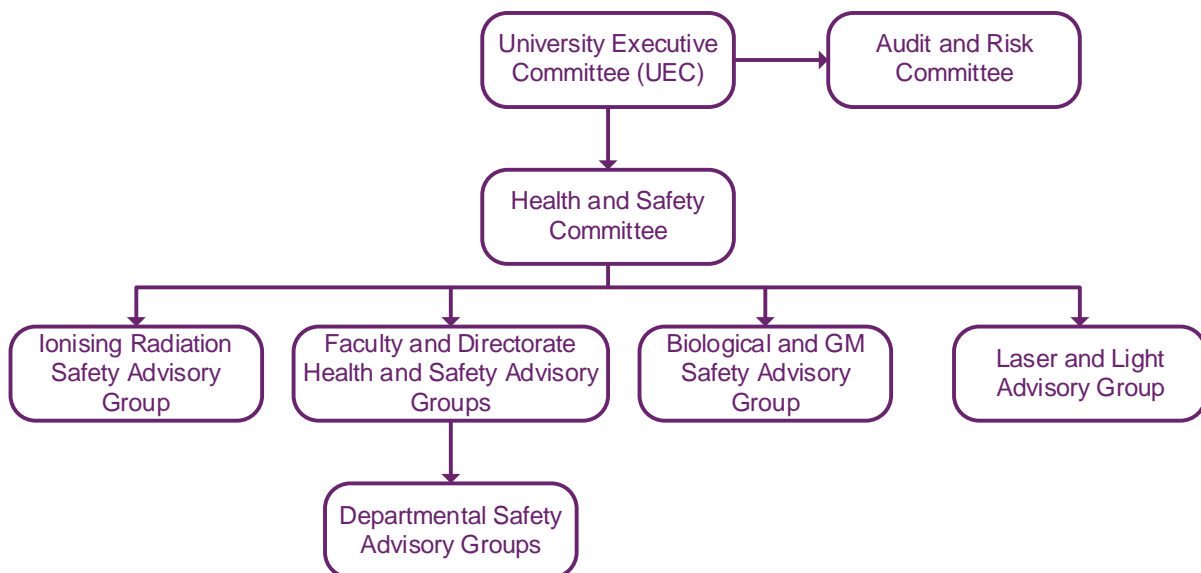 University Executive
Committee (UEC)
Audit and Risk
Committee
Health and Safety
Committee
Ionising Radiation
Safety Advisory
Group
Faculty and Directorate
Health and Safety Advisory
Groups
Biological and GM
Safety Advisory
Group
Laser and Light
Advisory Group
Departmental Safety
Advisory Groups